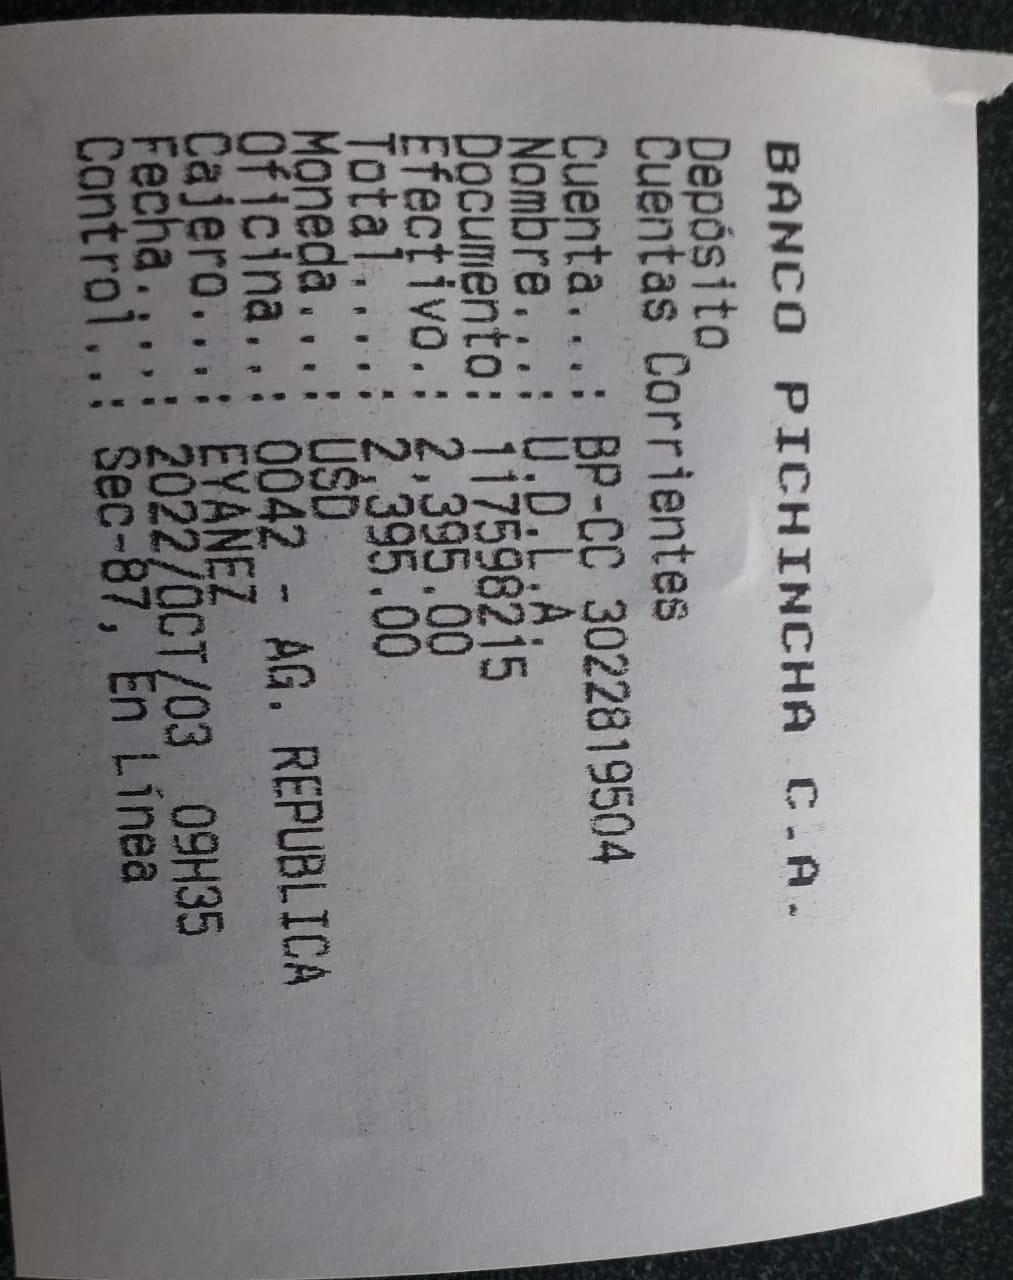 BANCO PICHINCHA C.A.
Depósito
Cuentas Corrientes
Cuenta...: BP-CC 3022819504
Nombre...: U.D.L.A.
Documento: 117598215
Efectivo.: 2,395.00
Total....: 2,395.00
Moneda...: USD
Oficina..: 0042 - AG. REPUBLICA
Cajero...: EYANEZ
Fecha....: 2022/OCT/03 09H35
Control..: Sec-87, En Línea